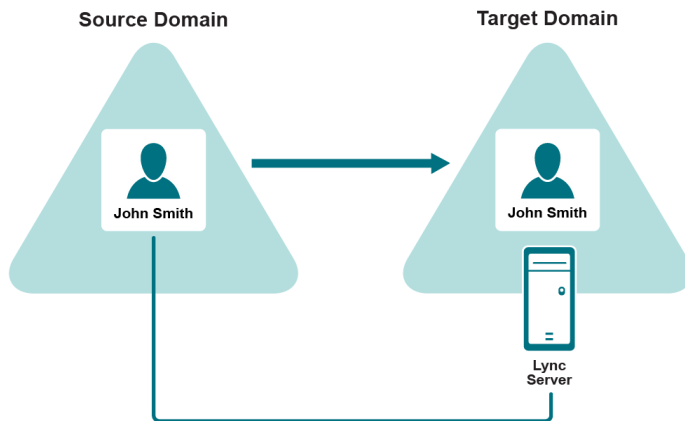 Source Domain
Target Domain
John Smith
John Smith
Lync
Server